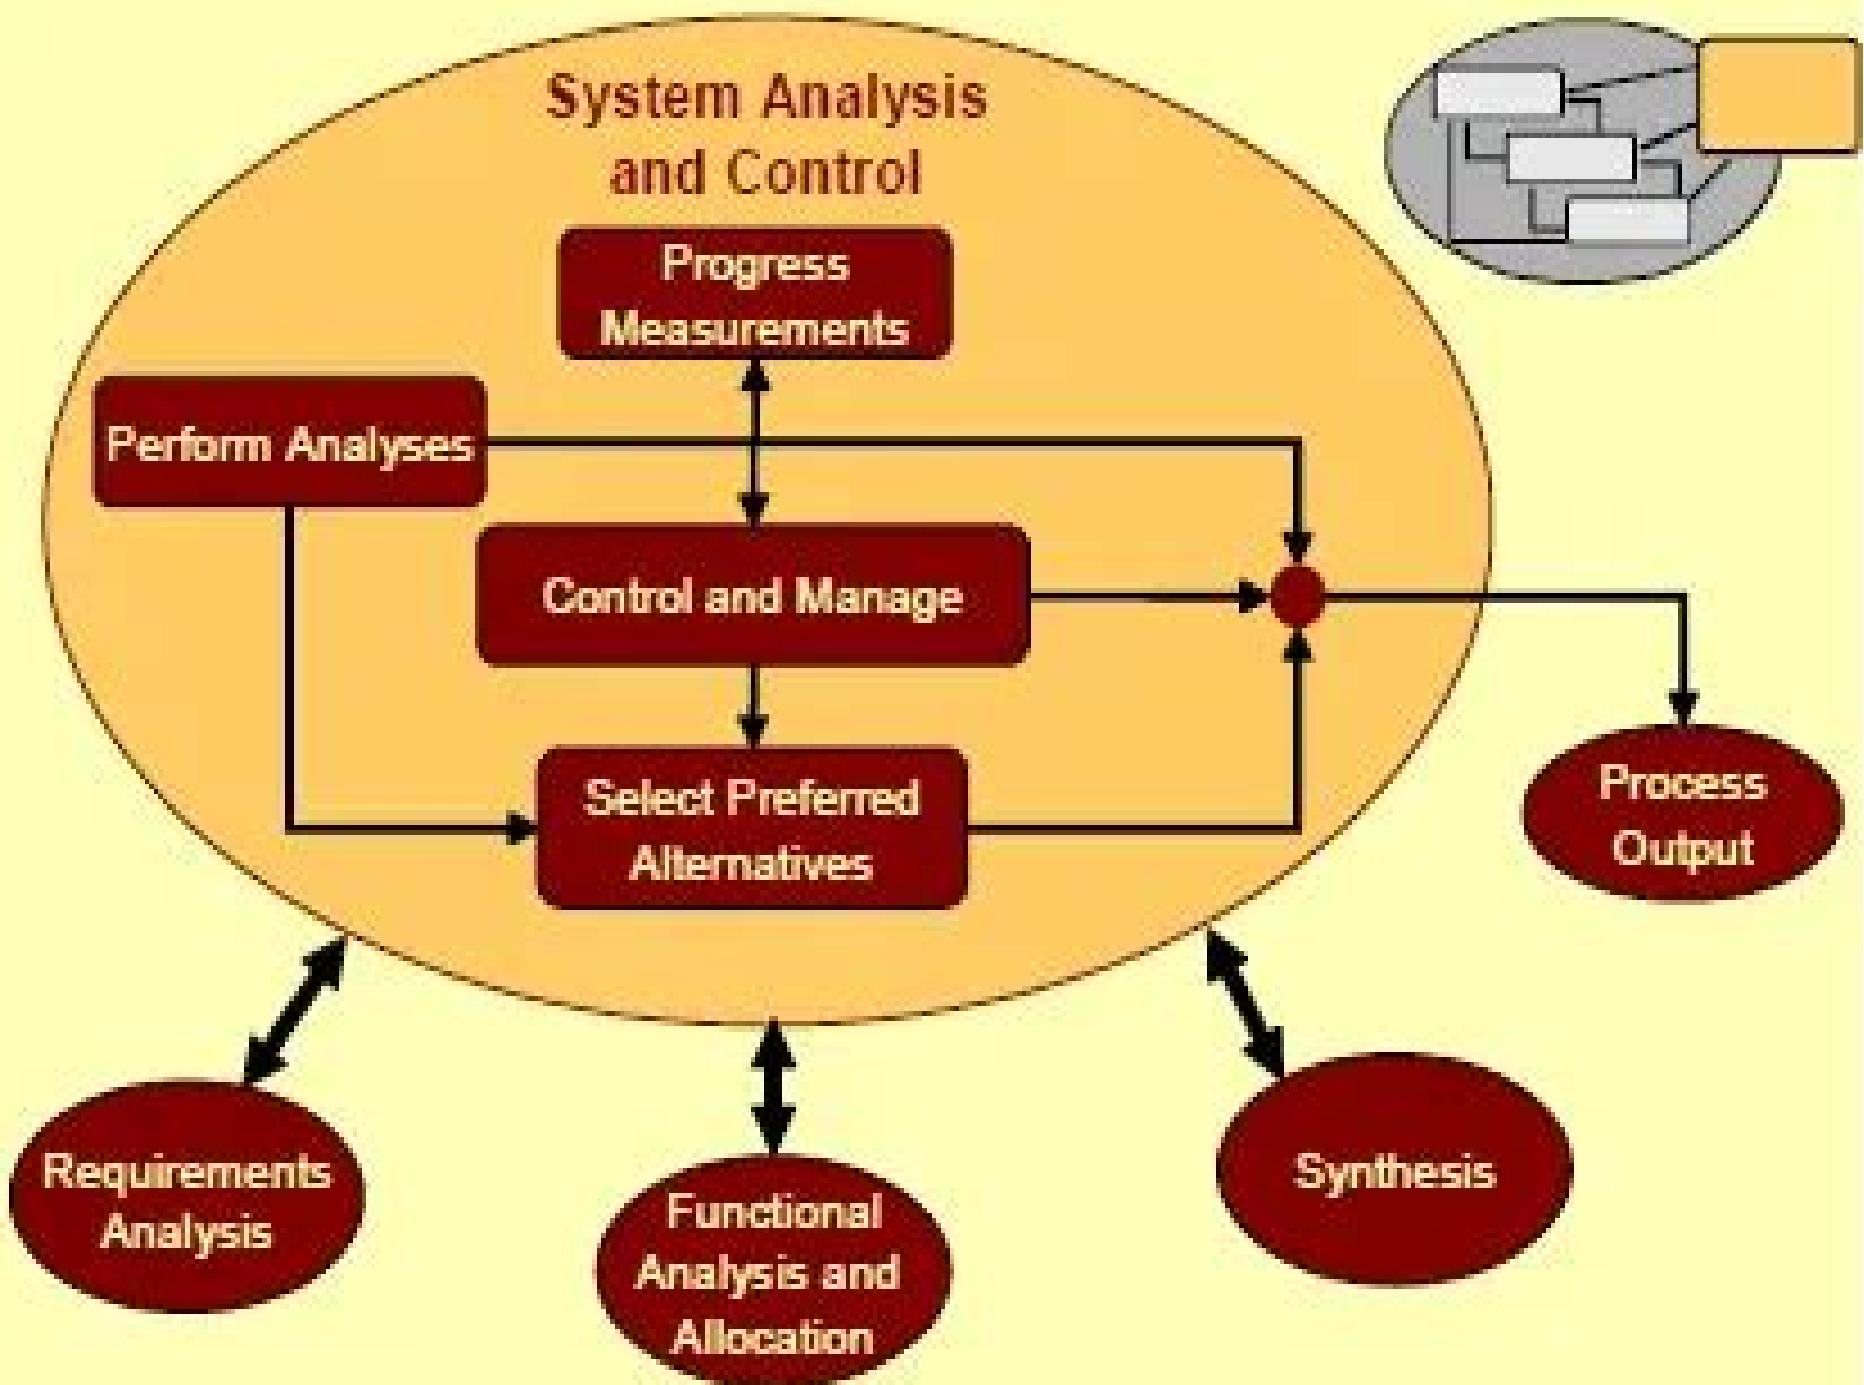 System Analysis
and Control
Progress
Measurements
Perform Analyses
Control and Manage
Select Preferred
Alternatives
Process
Output
Requirements
Analysis
Functional
Analysis and
Allocation
Synthesis